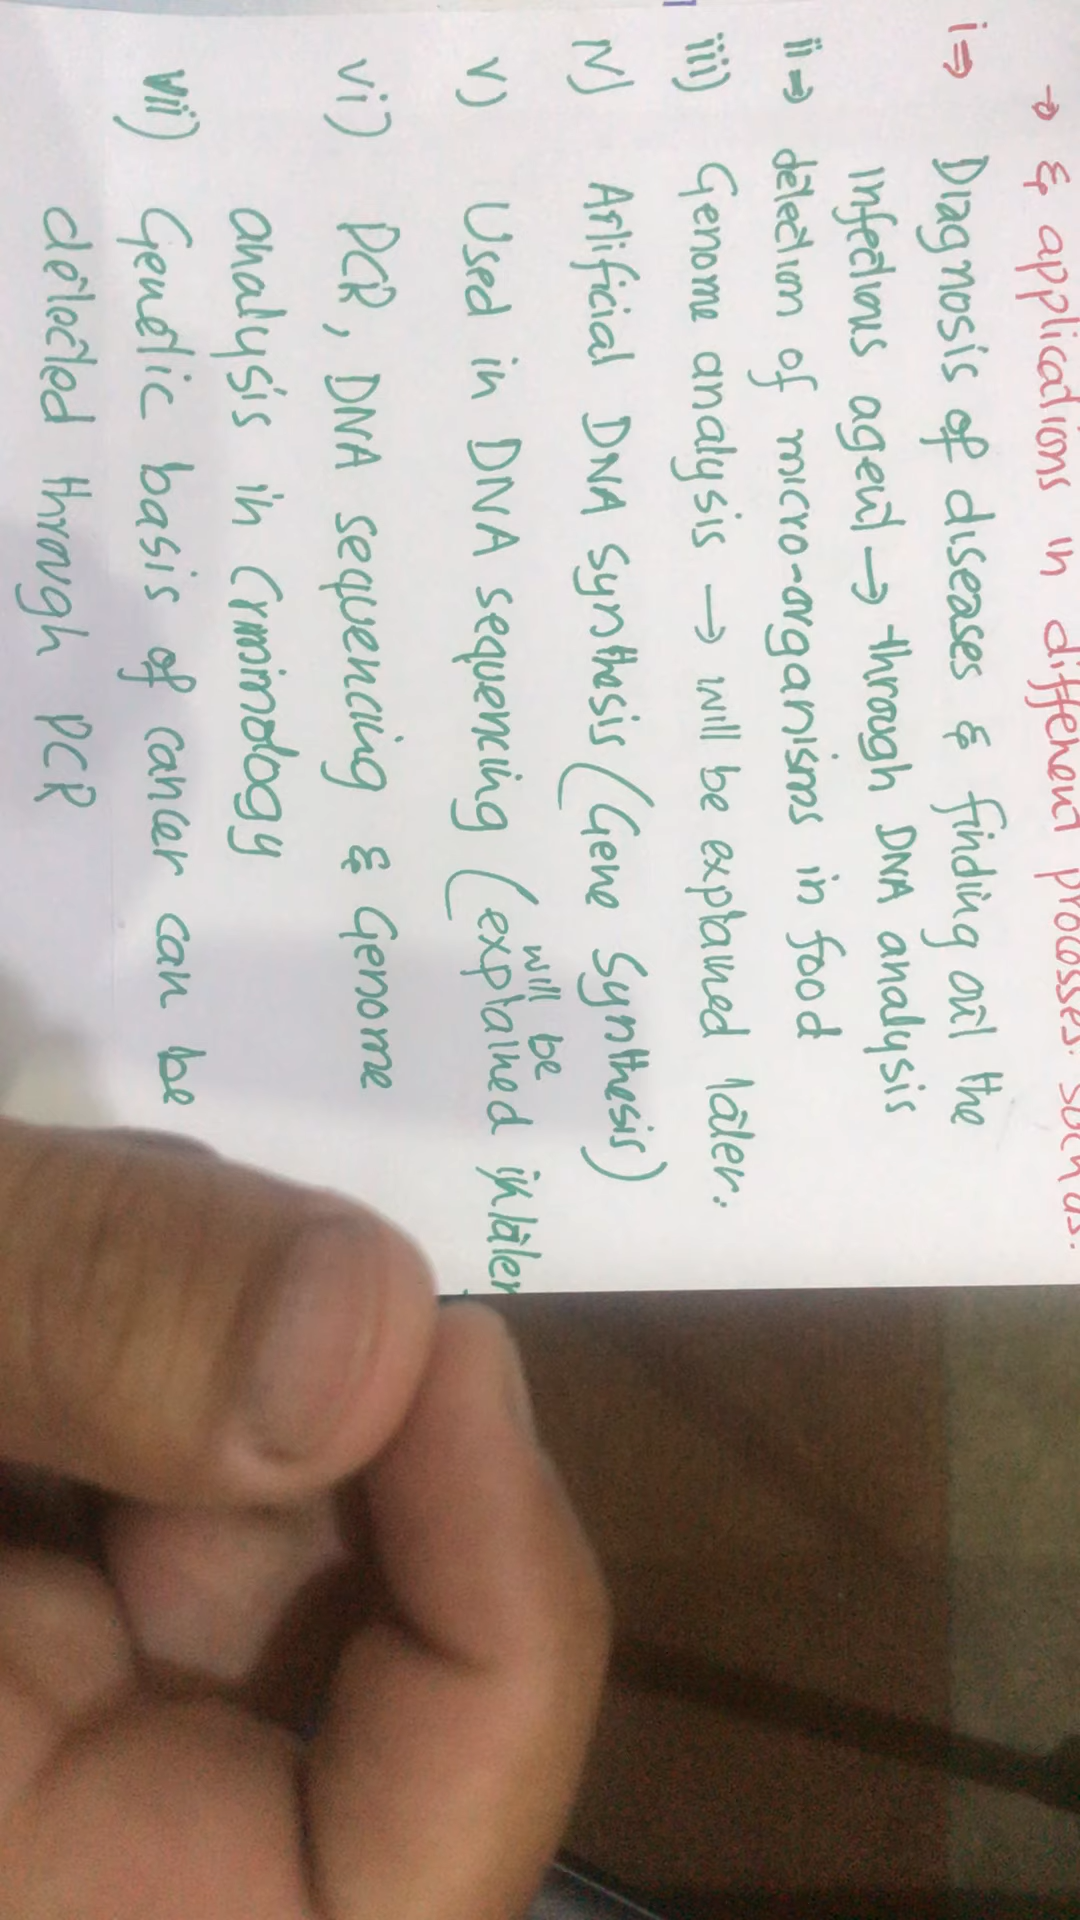 → & applications in different processes. such as.
i⇒ Diagnosis of diseases & finding out the
Infectious agent → through DNA analysis
ii⇒ detection of micro-organisms in food
iii) Genome analysis → will be explained later.
IV) Artificial DNA synthesis (Gene Synthesis)
will be
v) Used in DNA sequencing (explained in later
vi) PCR, DNA sequencing & Genome
analysis in Crminology
vii) Genetic basis of cancer can be
detected through PCR